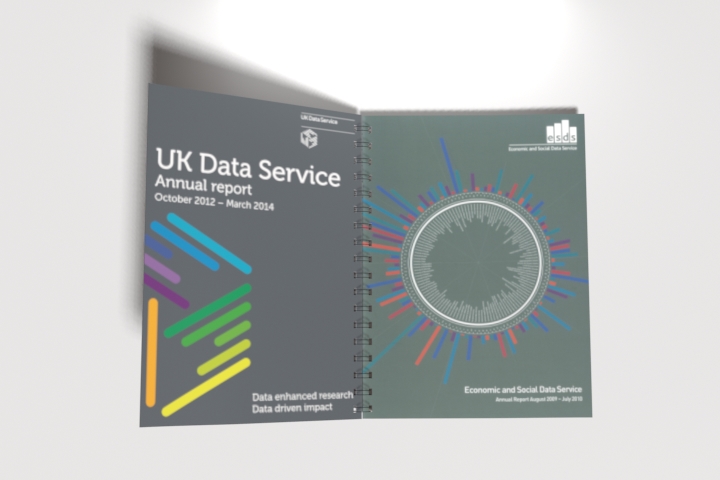 UK Data Service
UK Data Service
Annual report
October 2012 – March 2014
Data enhanced research
Data driven impact
esds
Economic and Social Data Service
Economic and Social Data Service
Annual Report August 2009 – July 2010